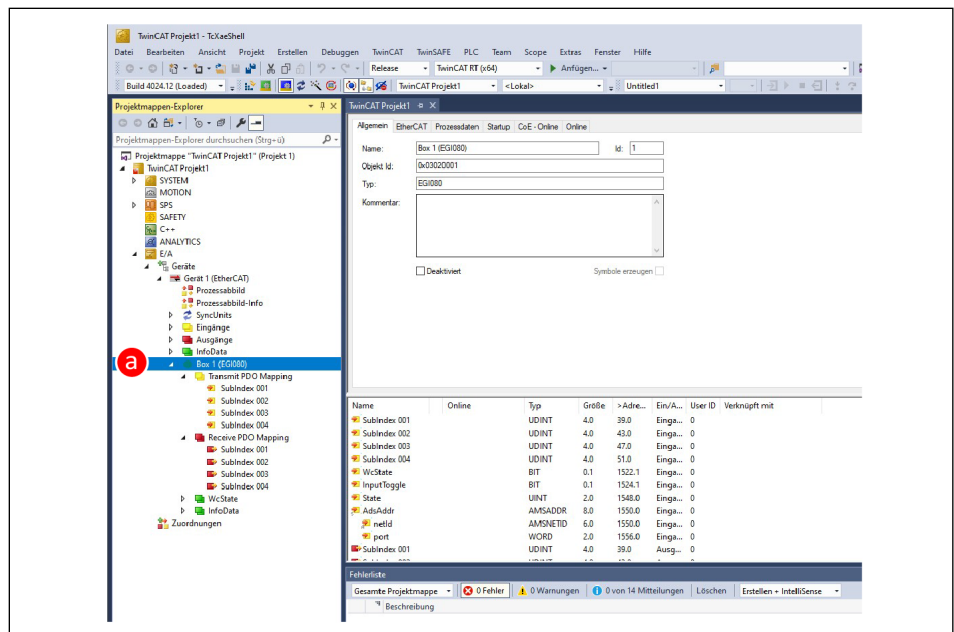 TwinCAT Projekt1 - TcXaeShell
Datei Bearbeiten Ansicht Projekt Erstellen Debuggen TwinCAT TwinSAFE PLC Team Scope Extras Fenster Hilfe
Release TwinCAT RT (x64) Anfügen...
Build 4024.12 (Loaded) TwinCAT Projekt1 <Lokal> Untitled1
Projektmappen-Explorer
Projektmappen-Explorer durchsuchen (Strg+ü)
Projektmappe "TwinCAT Projekt1" (Projekt 1)
TwinCAT Projekt1
SYSTEM
MOTION
SPS
SAFETY
C++
ANALYTICS
E/A
Geräte
Gerät 1 (EtherCAT)
Prozessabbild
Prozessabbild-Info
SyncUnits
Eingänge
Ausgänge
InfoData
a
Box 1 (EGI080)
Transmit PDO Mapping
SubIndex 001
SubIndex 002
SubIndex 003
SubIndex 004
Receive PDO Mapping
SubIndex 001
SubIndex 002
SubIndex 003
SubIndex 004
WcState
InfoData
Zuordnungen
TwinCAT Projekt1
Allgemein EtherCAT Prozessdaten Startup CoE - Online Online
Name: Box 1 (EGI080) Id: 1
Objekt Id: 0x03020001
Typ: EGI080
Kommentar:
Deaktiviert Symbole erzeugen
Name Online Typ Größe >Adre... Ein/A... User ID Verknüpft mit
SubIndex 001 UDINT 4.0 39.0 Einga... 0
SubIndex 002 UDINT 4.0 43.0 Einga... 0
SubIndex 003 UDINT 4.0 47.0 Einga... 0
SubIndex 004 UDINT 4.0 51.0 Einga... 0
WcState BIT 0.1 1522.1 Einga... 0
InputToggle BIT 0.1 1524.1 Einga... 0
State UINT 2.0 1548.0 Einga... 0
AdsAddr AMSADDR 8.0 1550.0 Einga... 0
netId AMSNETID 6.0 1550.0 Einga... 0
port WORD 2.0 1556.0 Einga... 0
SubIndex 001 UDINT 4.0 39.0 Ausg... 0
Fehlerliste
Gesamte Projektmappe 0 Fehler 0 Warnungen 0 von 14 Mitteilungen Löschen Erstellen + IntelliSense
Beschreibung